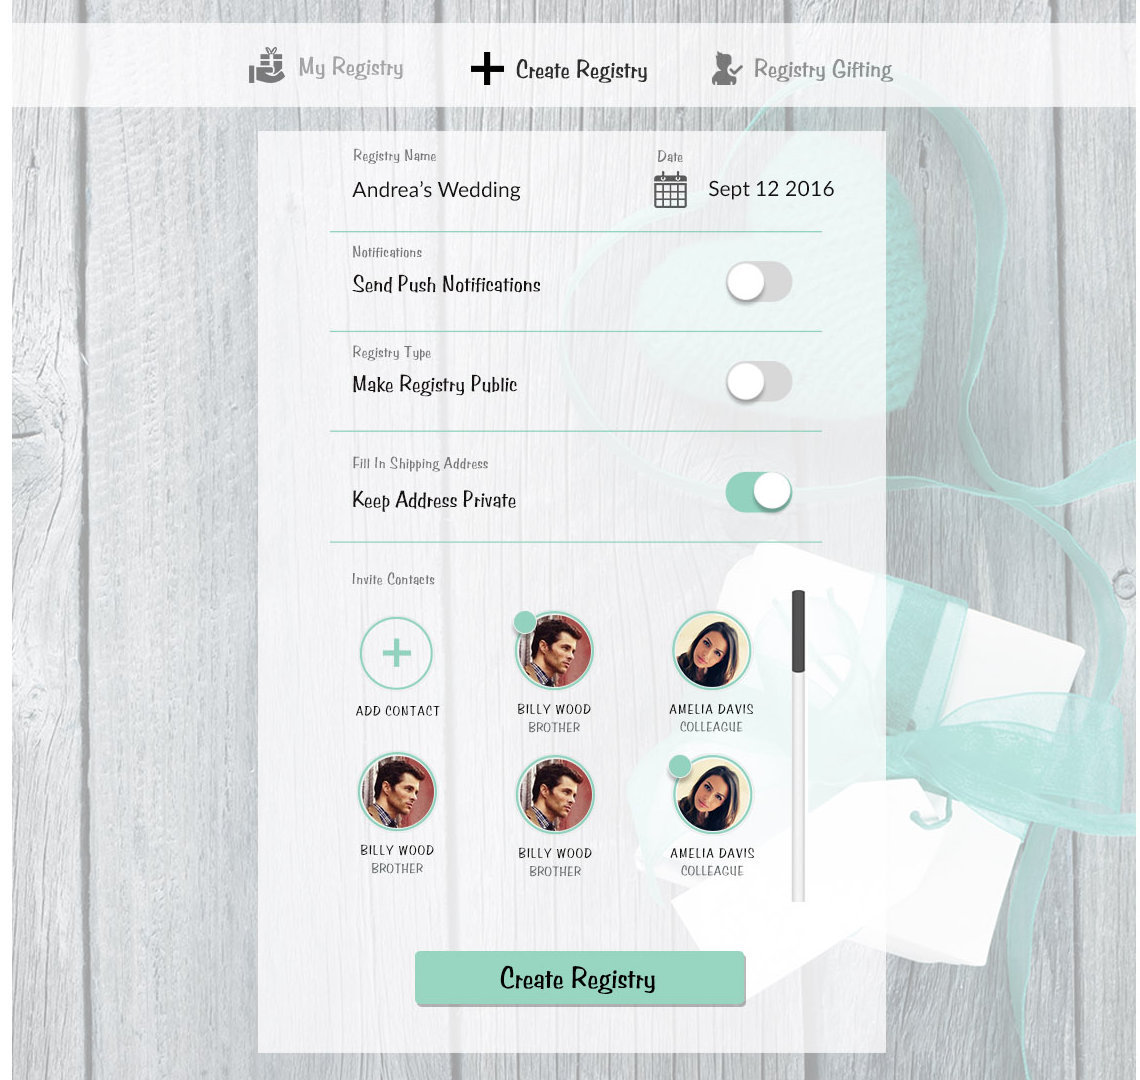 My Registry
Create Registry
Registry Gifting
Registry Name
Date
Andrea's Wedding
Sept 12 2016
Notifications
Send Push Notifications
Registry Type
Make Registry Public
Fill In Shipping Address
Keep Address Private
Invite Contacts
ADD CONTACT
BILLY WOOD
BROTHER
AMELIA DAVIS
COLLEAGUE
BILLY WOOD
BROTHER
BILLY WOOD
BROTHER
AMELIA DAVIS
COLLEAGUE
Create Registry